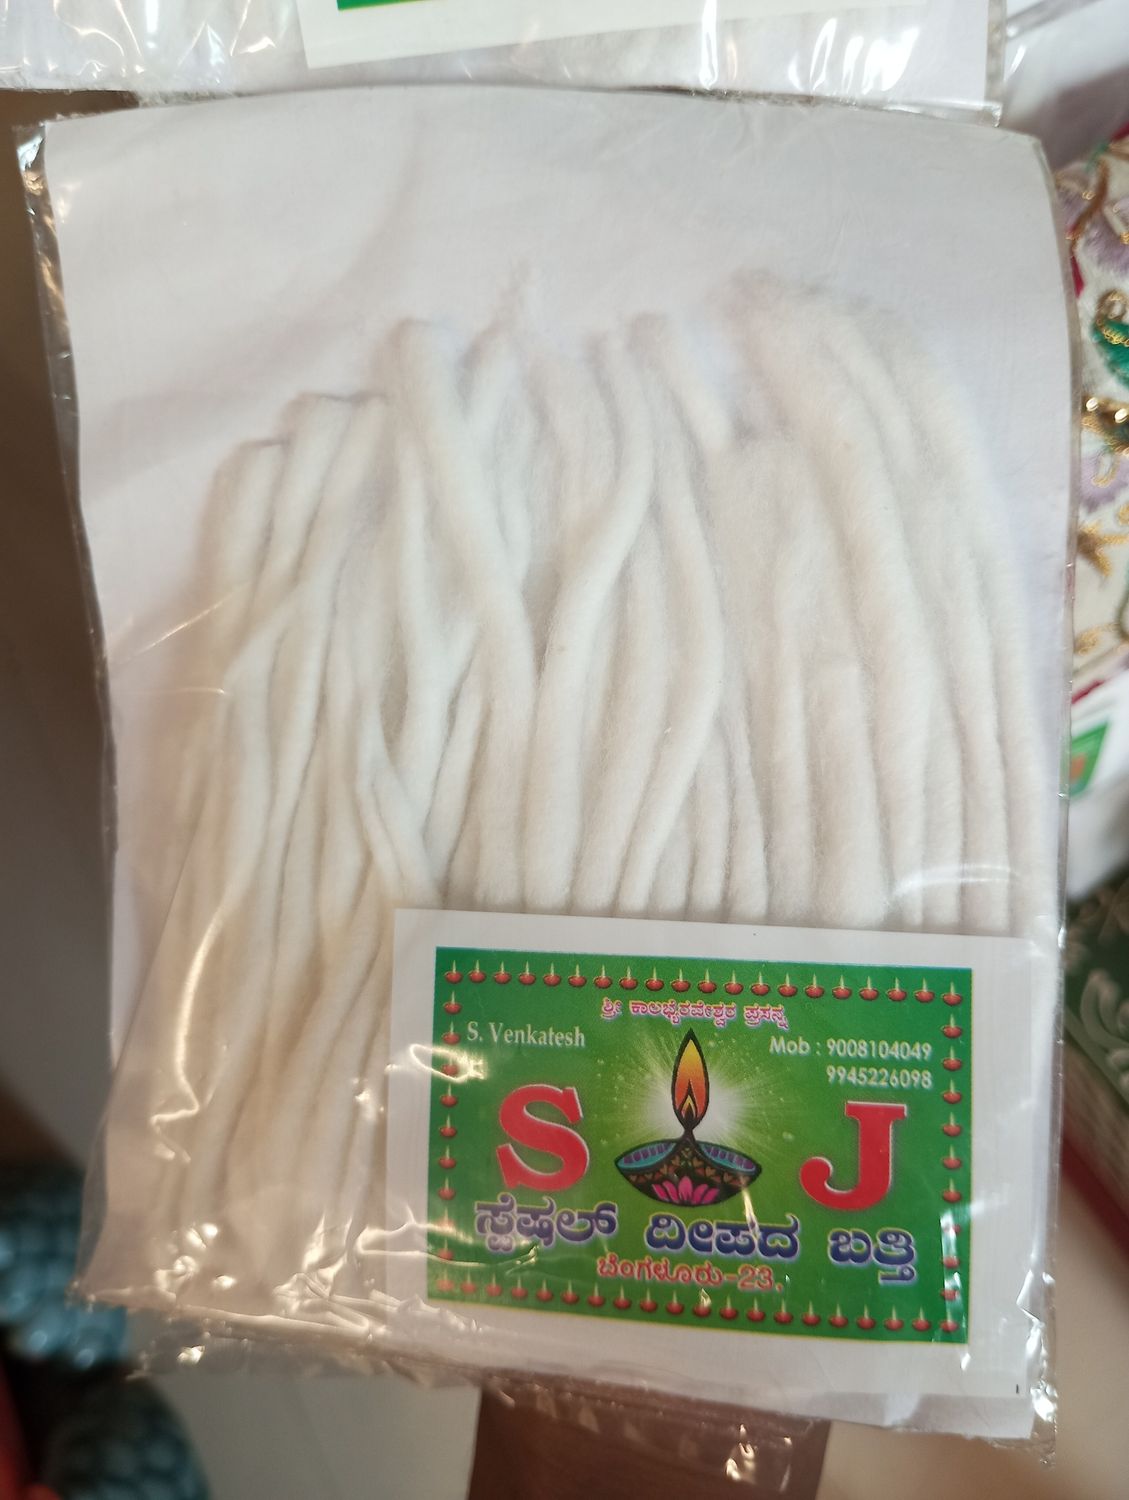 ಶ್ರೀ ಕಾಲಭೈರವೇಶ್ವರ ಪ್ರಸನ್ನ
S. Venkatesh
Mob : 9008104049
9945226098
S J
ಸ್ಪೆಷಲ್ ದೀಪದ ಬತ್ತಿ
ಬೆಂಗಳೂರು-23.